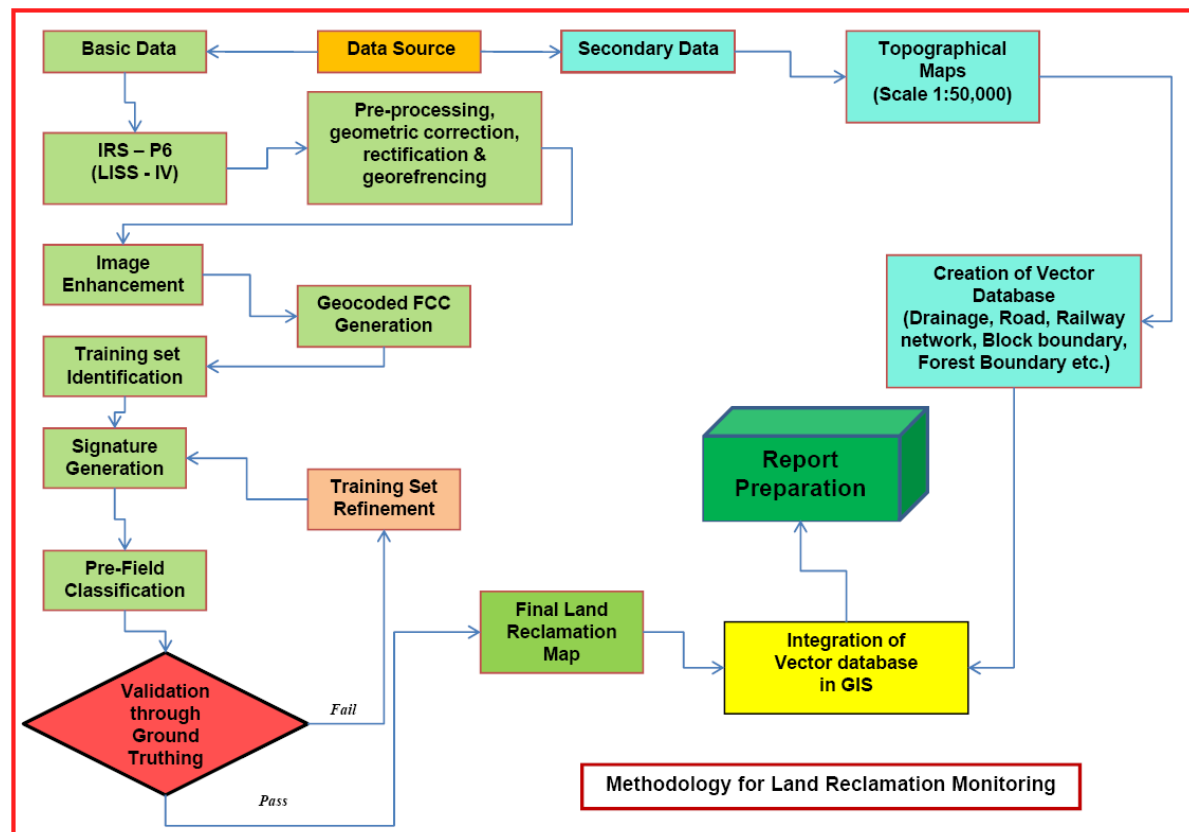 Basic Data
Data Source
Secondary Data
Topographical
Maps
(Scale 1:50,000)
IRS – P6
(LISS - IV)
Pre-processing,
geometric correction,
rectification &
georefrencing
Image
Enhancement
Geocoded FCC
Generation
Creation of Vector
Database
(Drainage, Road, Railway
network, Block boundary,
Forest Boundary etc.)
Training set
Identification
Signature
Generation
Training Set
Refinement
Report
Preparation
Pre-Field
Classification
Final Land
Reclamation
Map
Integration of
Vector database
in GIS
Validation
through
Ground
Truthing
Fail
Pass
Methodology for Land Reclamation Monitoring